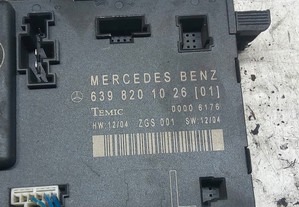 MERCEDES BENZ
639 820 10 26 [01]
TEMIC 0000 6176
HW:12/04 ZGS 001 SW:12/04
L